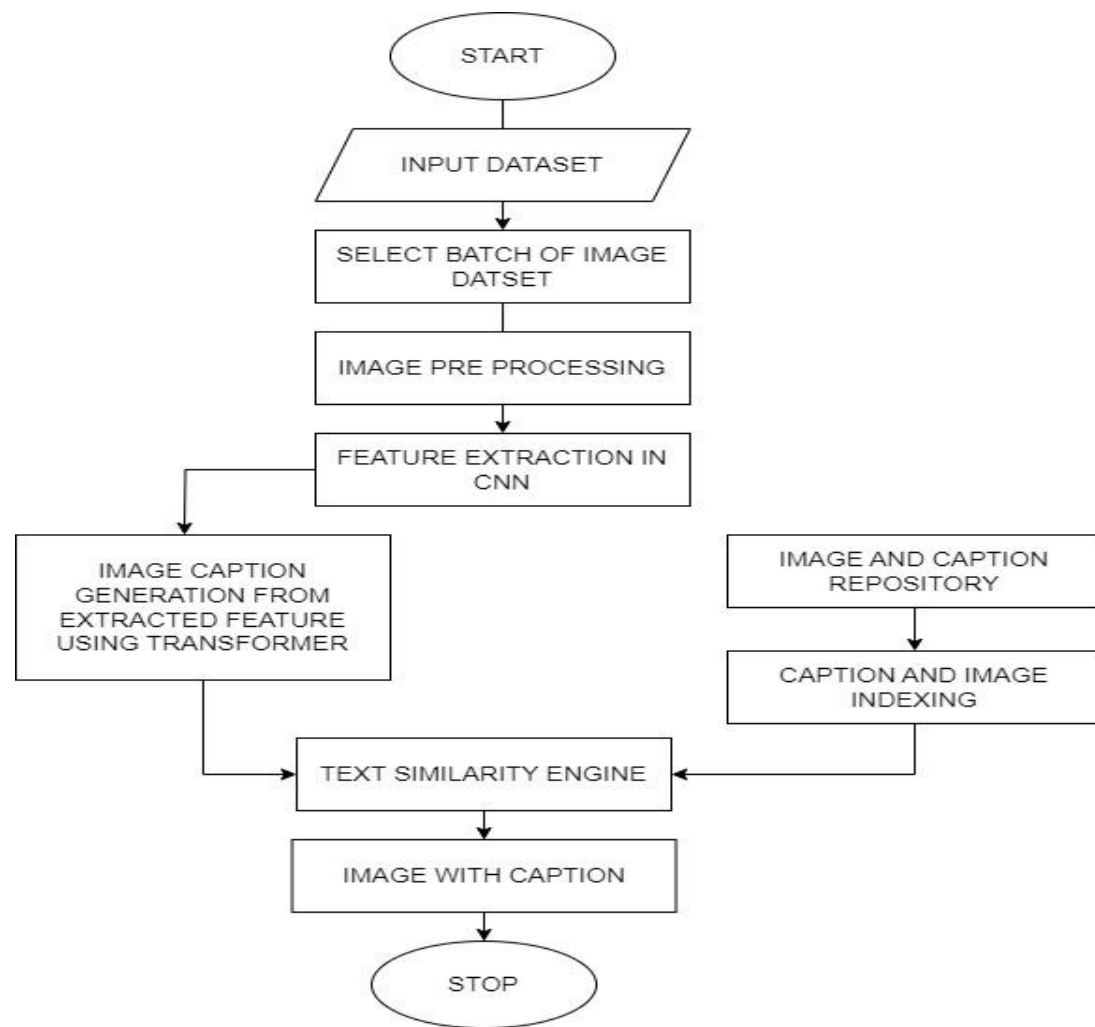 START
INPUT DATASET
SELECT BATCH OF IMAGE
DATSET
IMAGE PRE PROCESSING
FEATURE EXTRACTION IN
CNN
IMAGE CAPTION
GENERATION FROM
EXTRACTED FEATURE
USING TRANSFORMER
IMAGE AND CAPTION
REPOSITORY
CAPTION AND IMAGE
INDEXING
TEXT SIMILARITY ENGINE
IMAGE WITH CAPTION
STOP